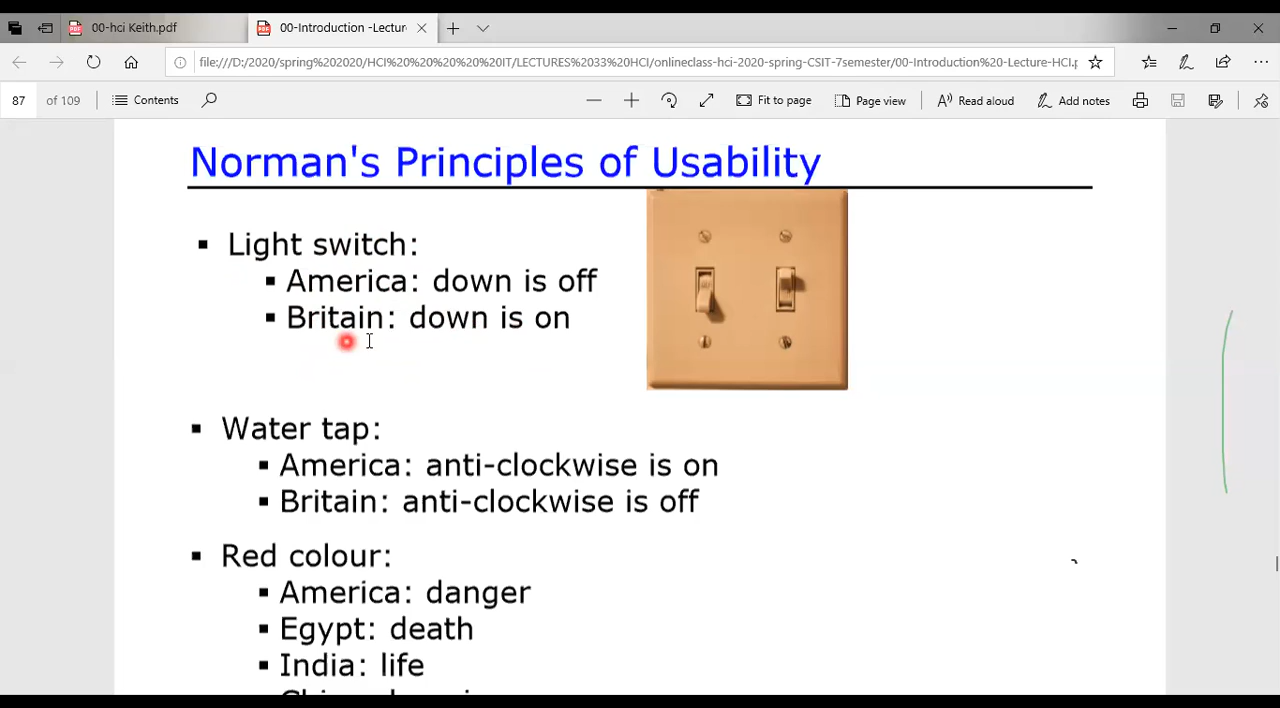 00-hci Keith.pdf
00-Introduction -Lectur
file:///D:/2020/spring%202020/HCI%20%20%20%20%20IT/LECTURES%2033%20HCI/onlineclass-hci-2020-spring-CSIT-7semester/00-Introduction%20-Lecture-HCI.p
87 of 109 Contents Fit to page Page view Read aloud Add notes
Norman's Principles of Usability
▪ Light switch:
▪ America: down is off
▪ Britain: down is on
▪ Water tap:
▪ America: anti-clockwise is on
▪ Britain: anti-clockwise is off
▪ Red colour:
▪ America: danger
▪ Egypt: death
▪ India: life